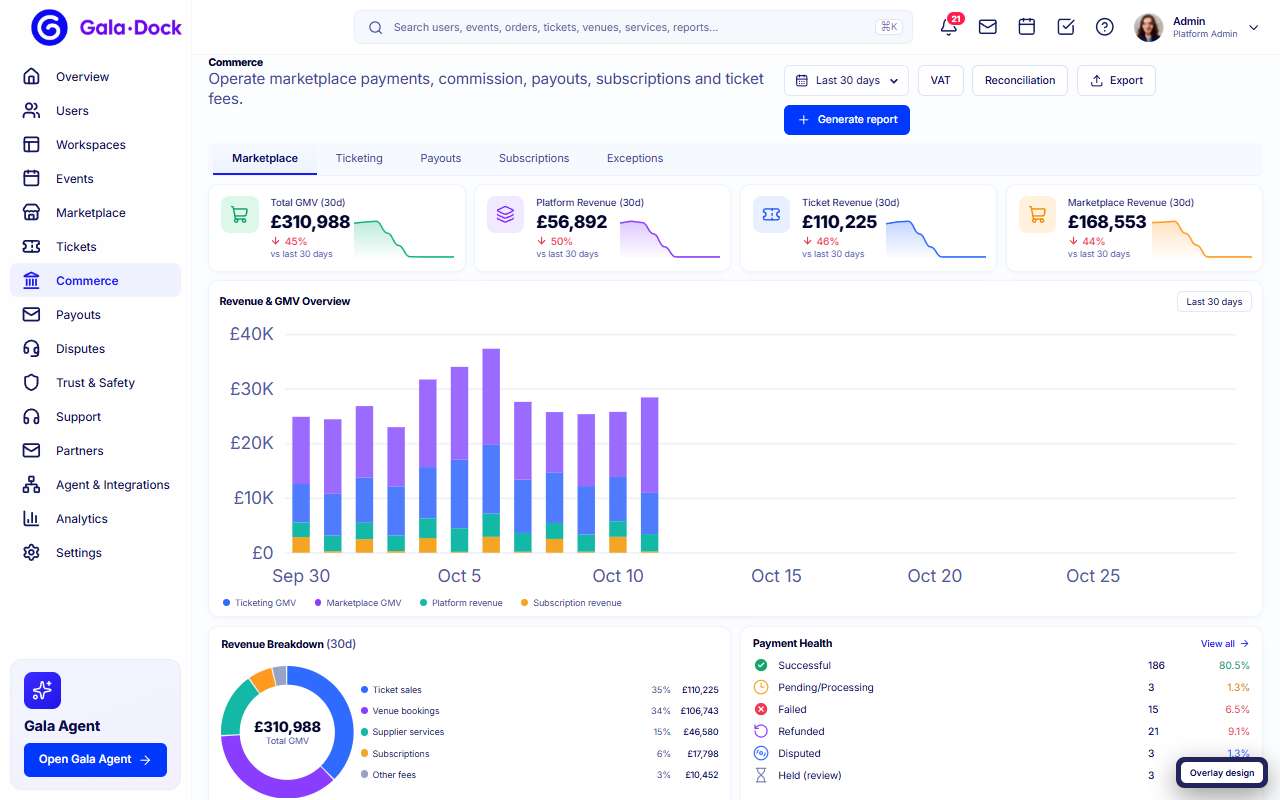 Gala·Dock
Search users, events, orders, tickets, venues, services, reports...
⌘K
21
Admin
Platform Admin
Overview
Users
Workspaces
Events
Marketplace
Tickets
Commerce
Payouts
Disputes
Trust & Safety
Support
Partners
Agent & Integrations
Analytics
Settings
Gala Agent
Open Gala Agent
Commerce
Operate marketplace payments, commission, payouts, subscriptions and ticket
fees.
Last 30 days
VAT
Reconciliation
Export
Generate report
Marketplace
Ticketing
Payouts
Subscriptions
Exceptions
Total GMV (30d)
£310,988
45%
vs last 30 days
Platform Revenue (30d)
£56,892
50%
vs last 30 days
Ticket Revenue (30d)
£110,225
46%
vs last 30 days
Marketplace Revenue (30d)
£168,553
44%
vs last 30 days
Revenue & GMV Overview
Last 30 days
£40K
£30K
£20K
£10K
£0
Sep 30 Oct 5 Oct 10 Oct 15 Oct 20 Oct 25
Ticketing GMV Marketplace GMV Platform revenue Subscription revenue
Revenue Breakdown (30d)
£310,988
Total GMV
Ticket sales 35% £110,225
Venue bookings 34% £106,743
Supplier services 15% £46,580
Subscriptions 6% £17,798
Other fees 3% £10,452
Payment Health
View all
Successful 186 80.5%
Pending/Processing 3 1.3%
Failed 15 6.5%
Refunded 21 9.1%
Disputed 3 1.3%
Held (review) 3
Overlay design